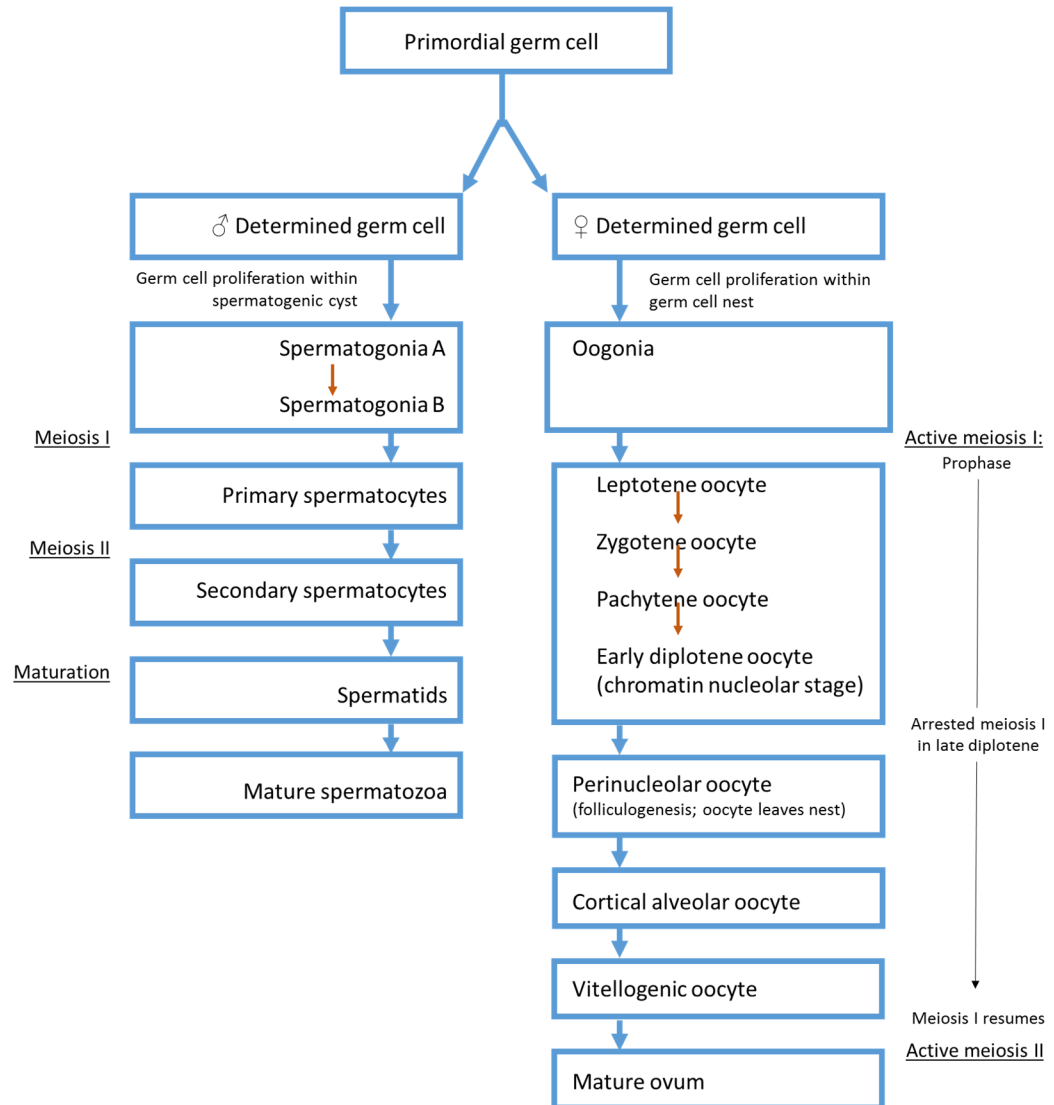 Primordial germ cell
♂ Determined germ cell
♀ Determined germ cell
Germ cell proliferation within
spermatogenic cyst
Germ cell proliferation within
germ cell nest
Spermatogonia A
Spermatogonia B
Oogonia
Meiosis I
Active meiosis I:
Prophase
Primary spermatocytes
Leptotene oocyte
Zygotene oocyte
Pachytene oocyte
Early diplotene oocyte
(chromatin nucleolar stage)
Meiosis II
Secondary spermatocytes
Maturation
Spermatids
Arrested meiosis I
in late diplotene
Mature spermatozoa
Perinucleolar oocyte
(folliculogenesis; oocyte leaves nest)
Cortical alveolar oocyte
Vitellogenic oocyte
Meiosis I resumes
Active meiosis II
Mature ovum